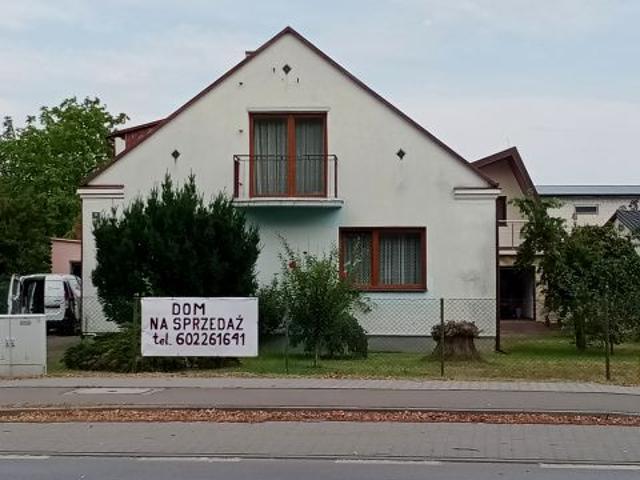 DOM
NA SPRZEDAŻ
tel. 602261641